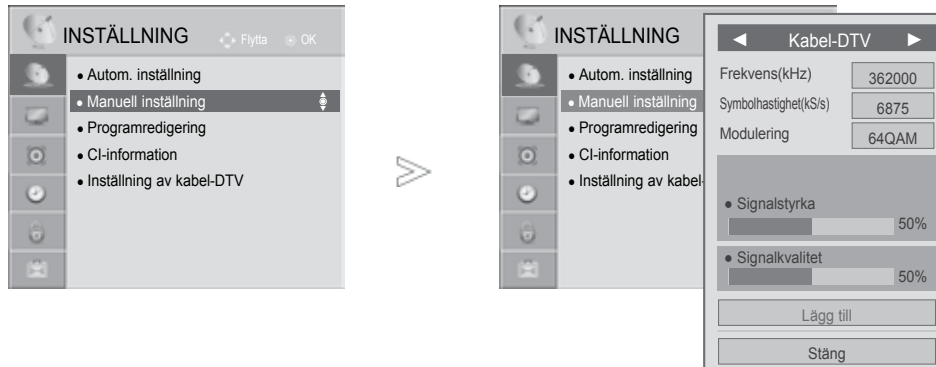 INSTÄLLNING
Flytta OK
• Autom. inställning
• Manuell inställning
• Programredigering
• CI-information
• Inställning av kabel-DTV
INSTÄLLNING
• Autom. inställning
• Manuell inställning
• Programredigering
• CI-information
• Inställning av kabel-
◄ Kabel-DTV ►
Frekvens(kHz) 362000
Symbolhastighet(kS/s) 6875
Modulering 64QAM
• Signalstyrka
50%
• Signalkvalitet
50%
Lägg till
Stäng